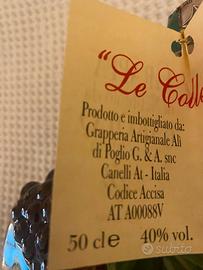 "Le Colle
Prodotto e imbottigliato da:
Grapperia Artigianale Alì
di Poglio G. & A. snc
Canelli At - Italia
Codice Accisa
AT A00088V
50 cl e 40% vol.
subito